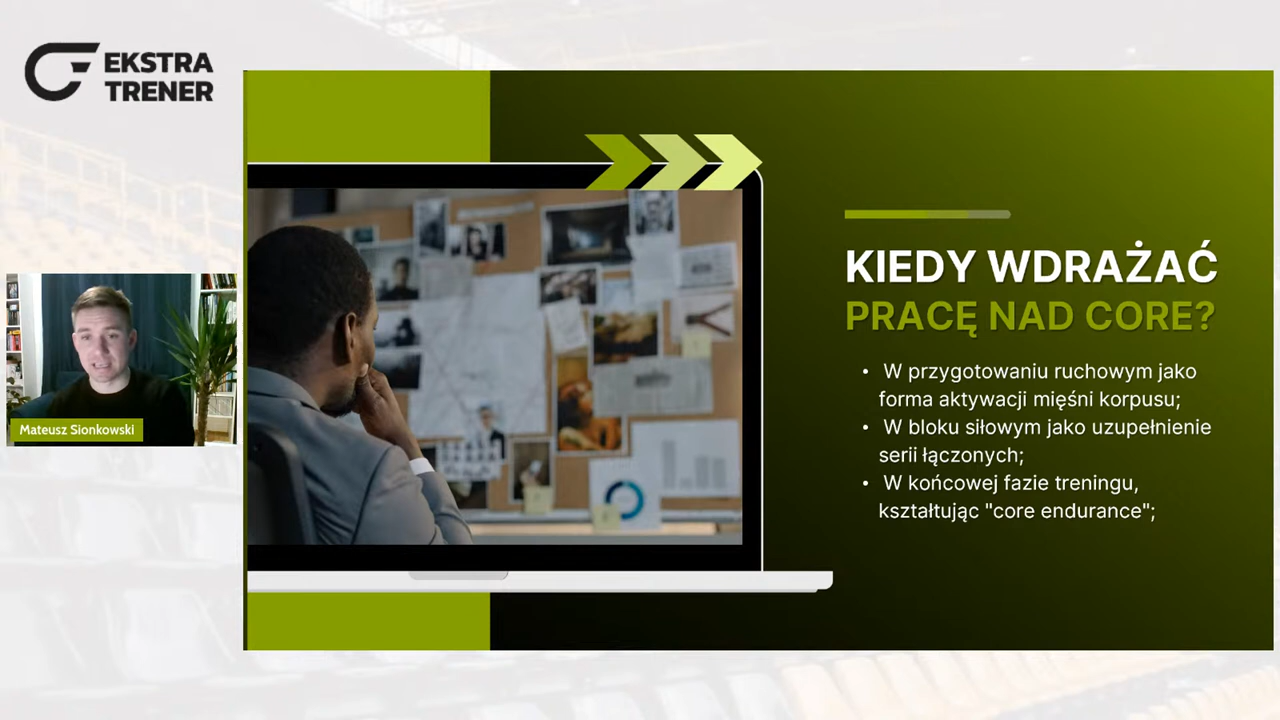 EKSTRA
TRENER
Mateusz Sionkowski
KIEDY WDRAŻAĆ
PRACĘ NAD CORE?
• W przygotowaniu ruchowym jako
forma aktywacji mięśni korpusu;
• W bloku siłowym jako uzupełnienie
serii łączonych;
• W końcowej fazie treningu,
kształtując "core endurance";